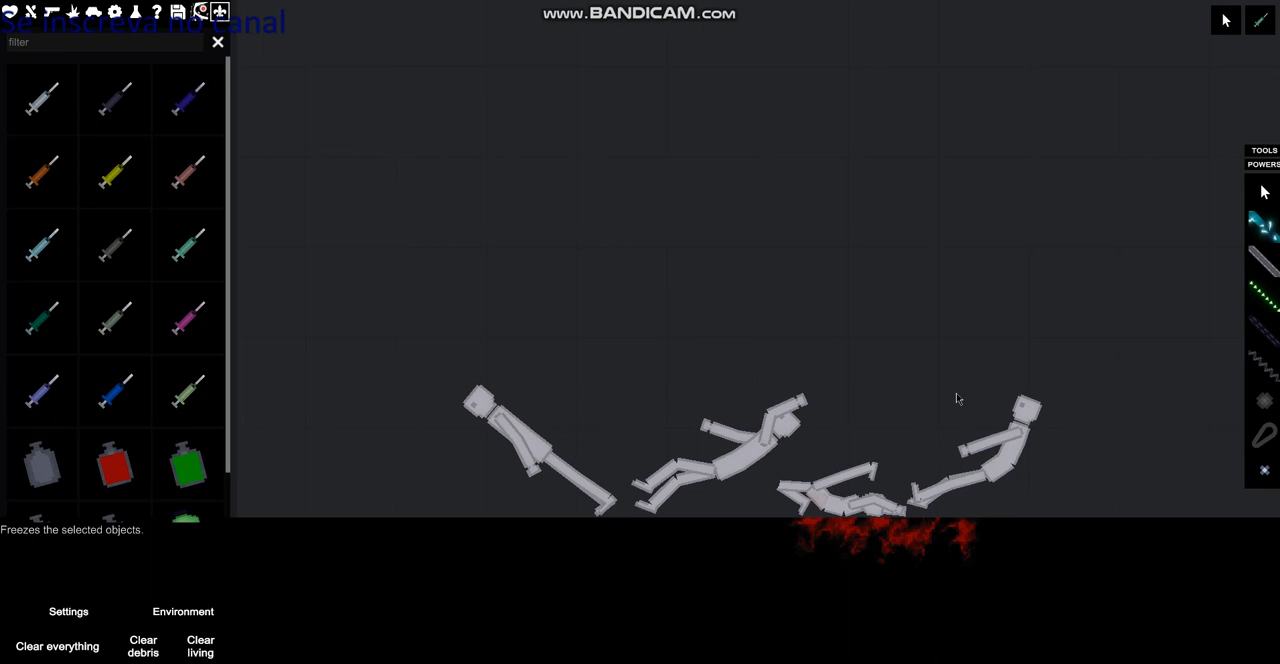 Se inscreva no canal
www.BANDICAM.com
filter
TOOLS
POWERS
Freezes the selected objects.
Settings
Environment
Clear everything
Clear debris
Clear living